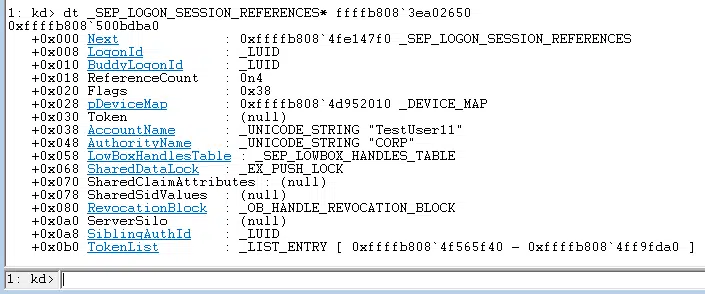 1: kd> dt _SEP_LOGON_SESSION_REFERENCES* ffffb808`3ea02650
0xffffb808`500bdba0
+0x000 Next : 0xffffb808`4fe147f0 _SEP_LOGON_SESSION_REFERENCES
+0x008 LogonId : _LUID
+0x010 BuddyLogonId : _LUID
+0x018 ReferenceCount : 0n4
+0x020 Flags : 0x38
+0x028 pDeviceMap : 0xffffb808`4d952010 _DEVICE_MAP
+0x030 Token : (null)
+0x038 AccountName : _UNICODE_STRING "TestUser11"
+0x048 AuthorityName : _UNICODE_STRING "CORP"
+0x058 LowBoxHandlesTable : _SEP_LOWBOX_HANDLES_TABLE
+0x068 SharedDataLock : _EX_PUSH_LOCK
+0x070 SharedClaimAttributes : (null)
+0x078 SharedSidValues : (null)
+0x080 RevocationBlock : _OB_HANDLE_REVOCATION_BLOCK
+0x0a0 ServerSilo : (null)
+0x0a8 SiblingAuthId : _LUID
+0x0b0 TokenList : _LIST_ENTRY [ 0xffffb808`4f565f40 - 0xffffb808`4ff9fda0 ]
1: kd>